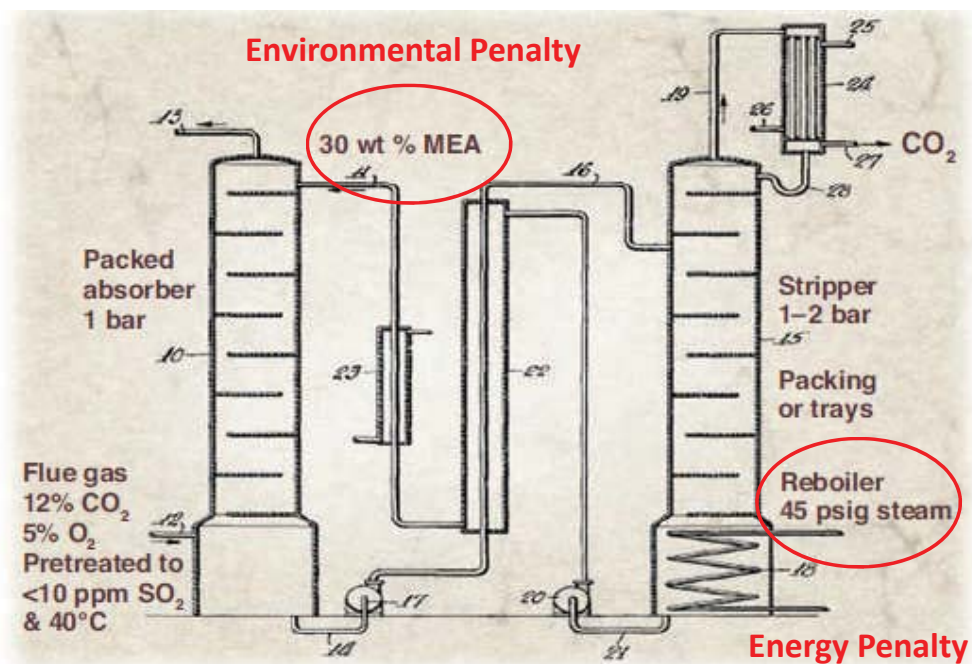 Environmental Penalty
25
24
19
26
27
CO₂
28
13
30 wt % MEA
11
16
Packed
absorber
1 bar
10
23
22
Stripper
1–2 bar
15
Packing
or trays
Reboiler
45 psig steam
18
Flue gas
12% CO₂
5% O₂
Pretreated to
<10 ppm SO₂
& 40°C
12
17
20
14
21
Energy Penalty